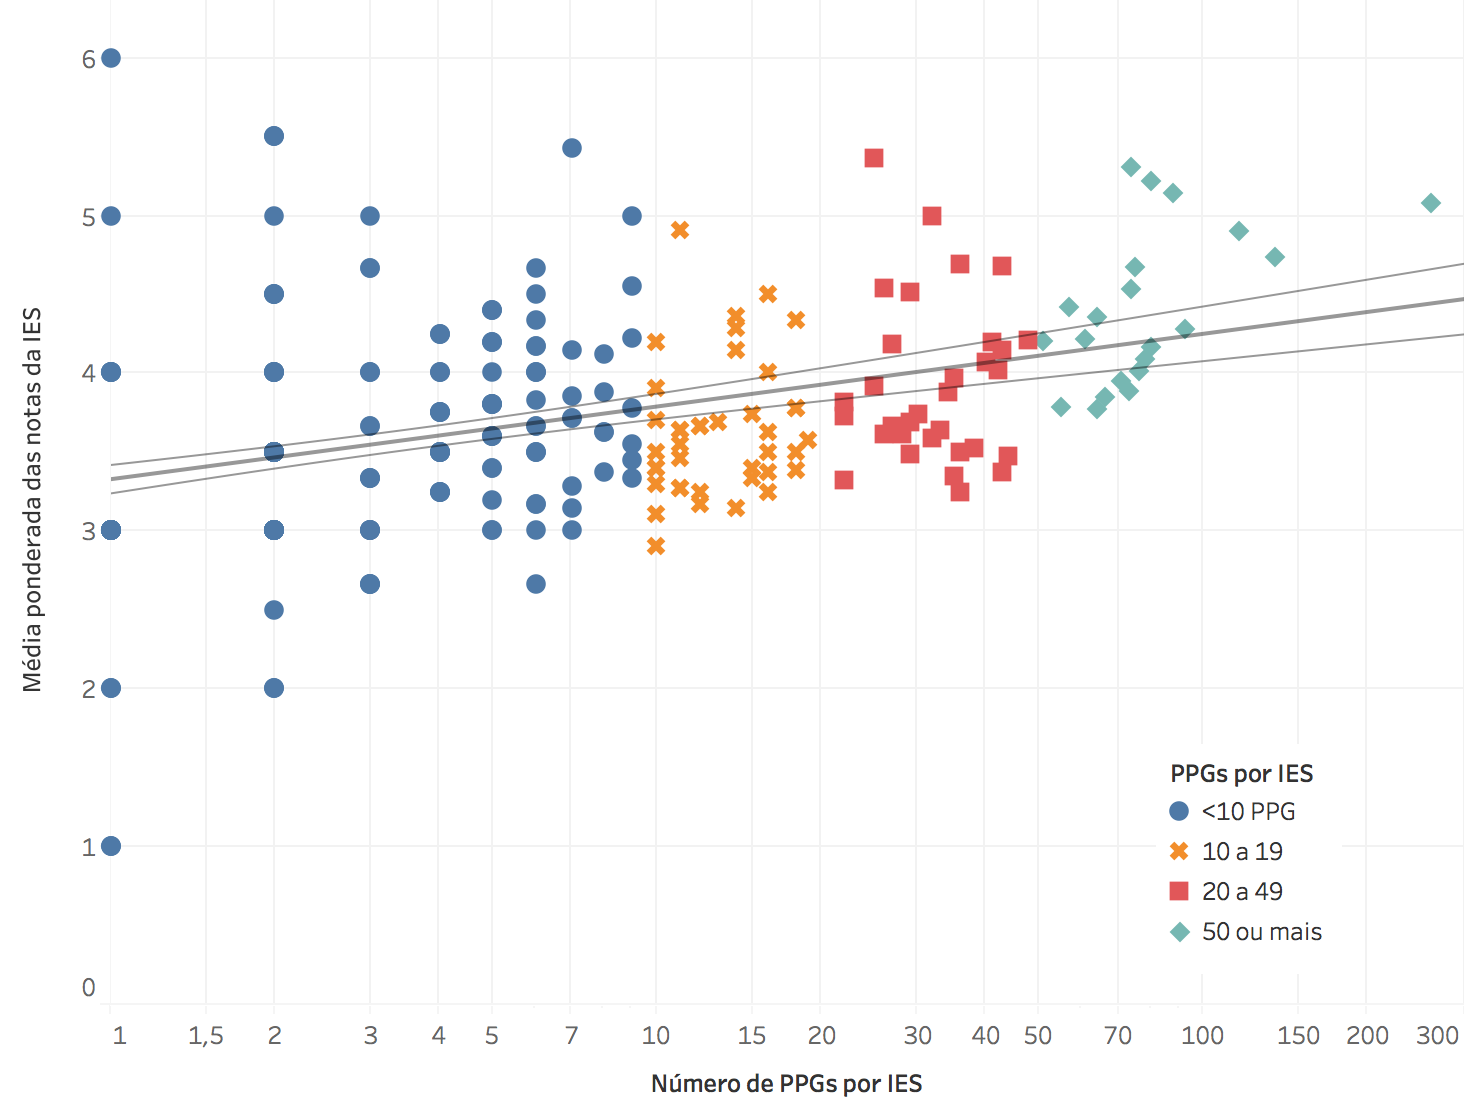 Média ponderada das notas da IES
6
5
4
3
2
1
0
1 1,5 2 3 4 5 7 10 15 20 30 40 50 70 100 150 200 300
Número de PPGs por IES
PPGs por IES
<10 PPG
10 a 19
20 a 49
50 ou mais